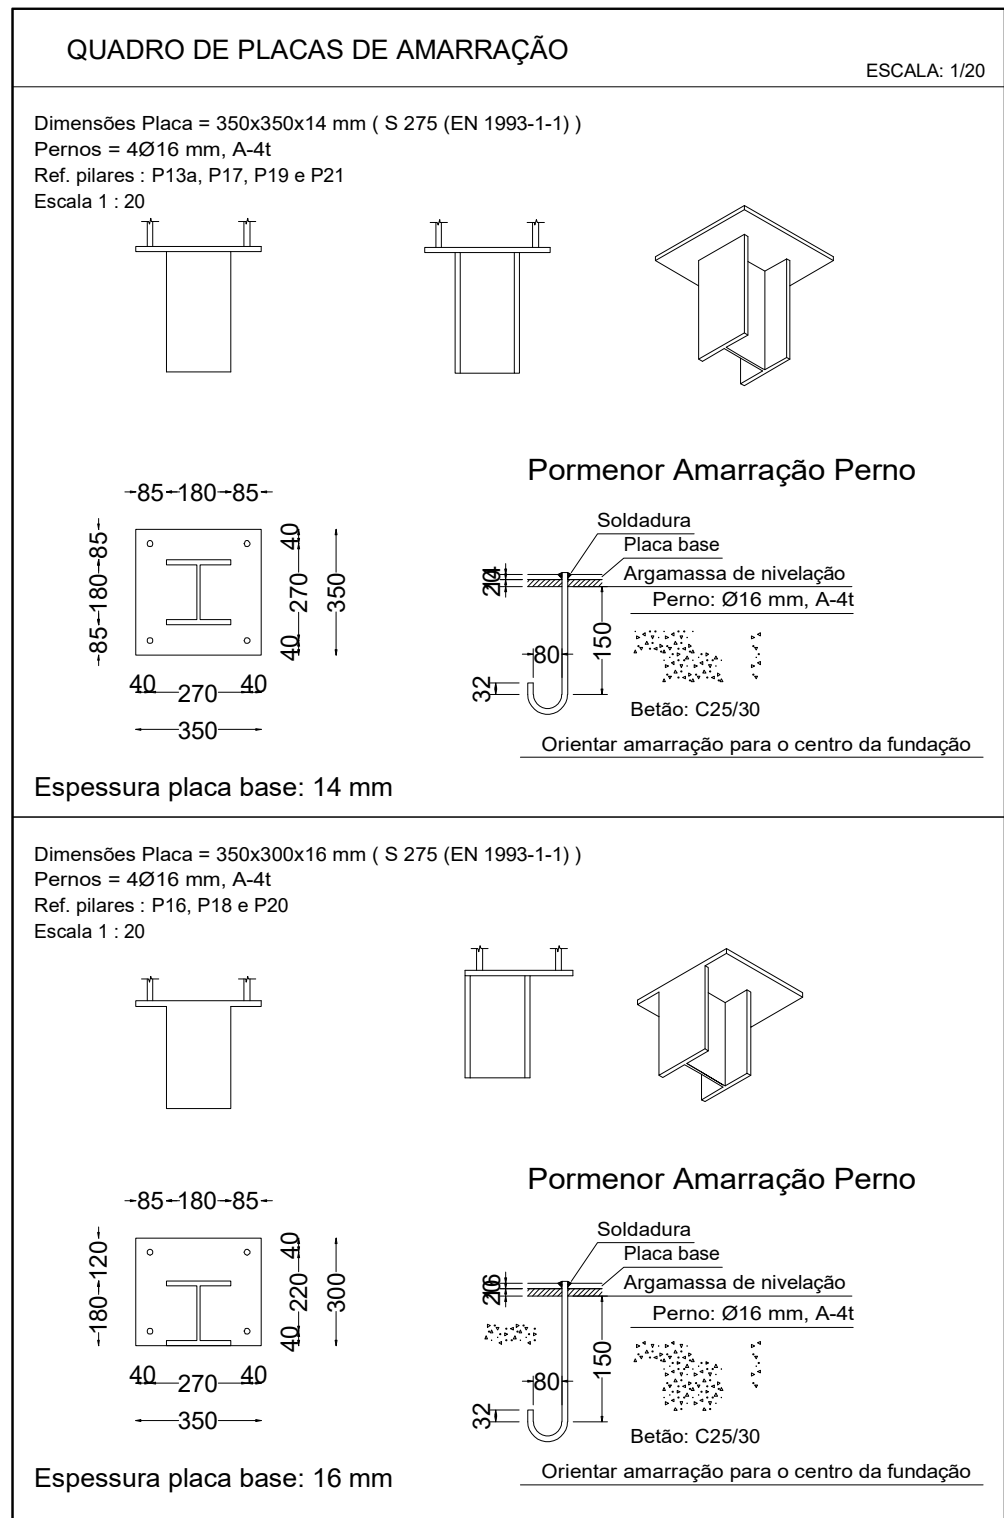 QUADRO DE PLACAS DE AMARRAÇÃO
ESCALA: 1/20
Dimensões Placa = 350x350x14 mm ( S 275 (EN 1993-1-1) )
Pernos = 4Ø16 mm, A-4t
Ref. pilares : P13a, P17, P19 e P21
Escala 1 : 20
85 180 85
85 180 85
40 270 40
350
40 270 40
350
Pormenor Amarração Perno
Soldadura
Placa base
Argamassa de nivelação
Perno: Ø16 mm, A-4t
14
20
80
150
32
Betão: C25/30
Orientar amarração para o centro da fundação
Espessura placa base: 14 mm
Dimensões Placa = 350x300x16 mm ( S 275 (EN 1993-1-1) )
Pernos = 4Ø16 mm, A-4t
Ref. pilares : P16, P18 e P20
Escala 1 : 20
85 180 85
180 120
40 220 40
300
40 270 40
350
Pormenor Amarração Perno
Soldadura
Placa base
Argamassa de nivelação
Perno: Ø16 mm, A-4t
16
20
80
150
32
Betão: C25/30
Orientar amarração para o centro da fundação
Espessura placa base: 16 mm